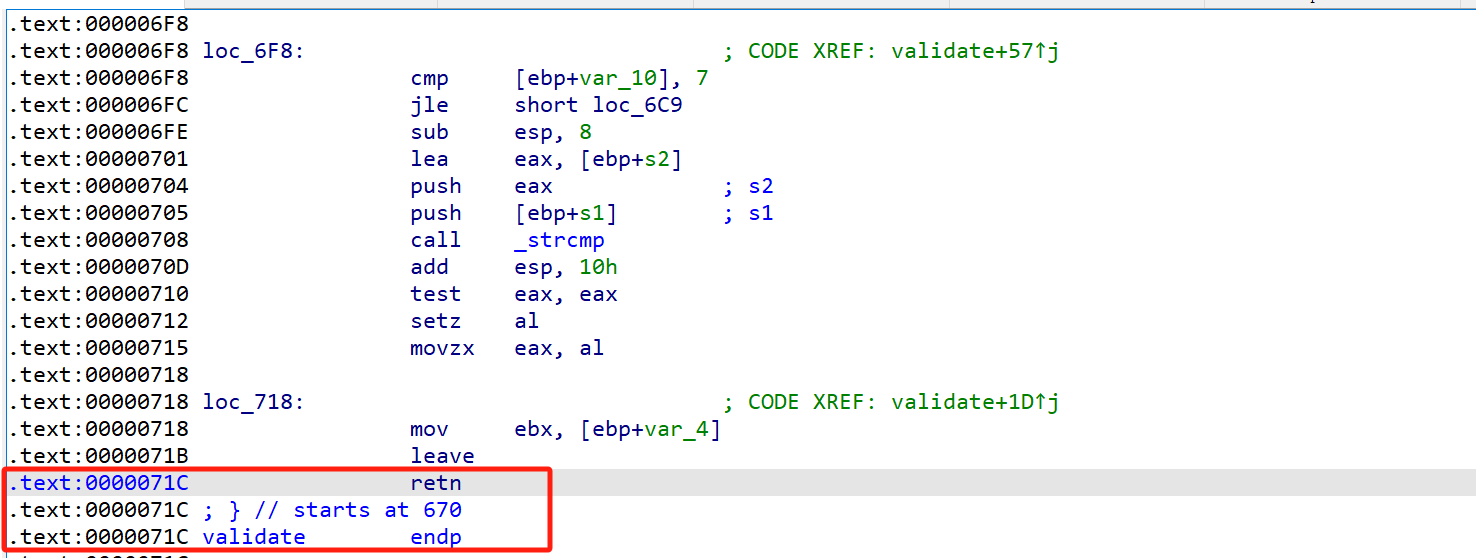 .text:000006F8
.text:000006F8 loc_6F8: ; CODE XREF: validate+57↑j
.text:000006F8 cmp [ebp+var_10], 7
.text:000006FC jle short loc_6C9
.text:000006FE sub esp, 8
.text:00000701 lea eax, [ebp+s2]
.text:00000704 push eax ; s2
.text:00000705 push [ebp+s1] ; s1
.text:00000708 call _strcmp
.text:0000070D add esp, 10h
.text:00000710 test eax, eax
.text:00000712 setz al
.text:00000715 movzx eax, al
.text:00000718
.text:00000718 loc_718: ; CODE XREF: validate+1D↑j
.text:00000718 mov ebx, [ebp+var_4]
.text:0000071B leave
.text:0000071C retn
.text:0000071C ; } // starts at 670
.text:0000071C validate endp